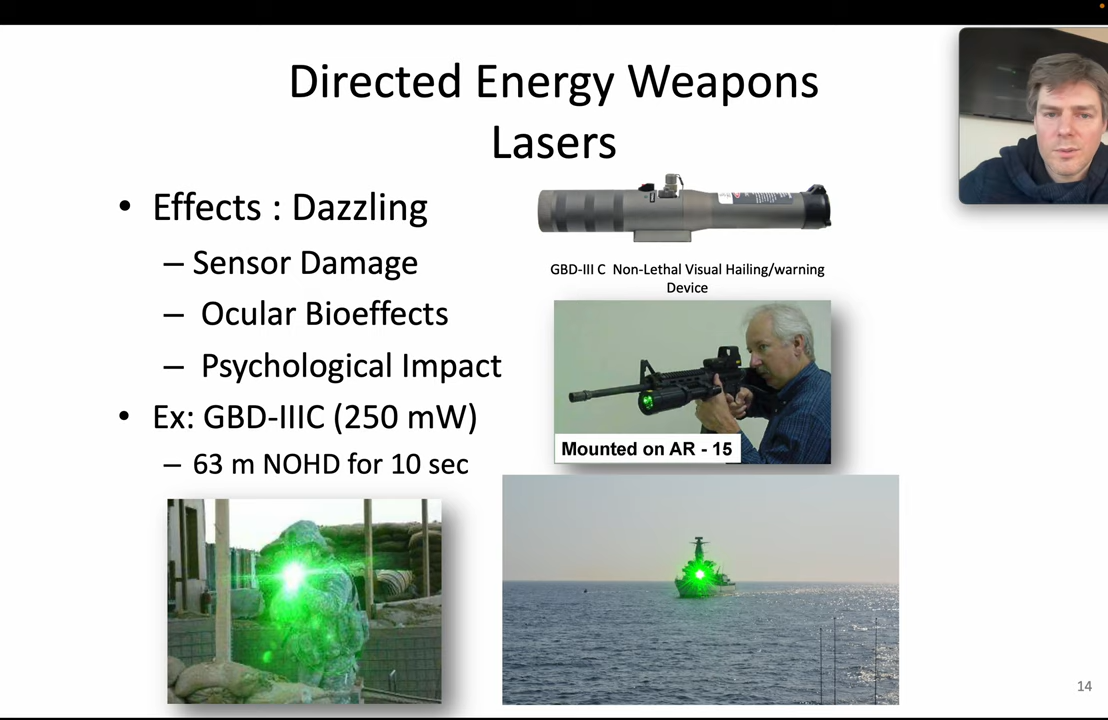 Directed Energy Weapons
Lasers
• Effects : Dazzling
– Sensor Damage
– Ocular Bioeffects
– Psychological Impact
• Ex: GBD-IIIC (250 mW)
– 63 m NOHD for 10 sec
GBD-III C Non-Lethal Visual Hailing/warning
Device
Mounted on AR - 15
14